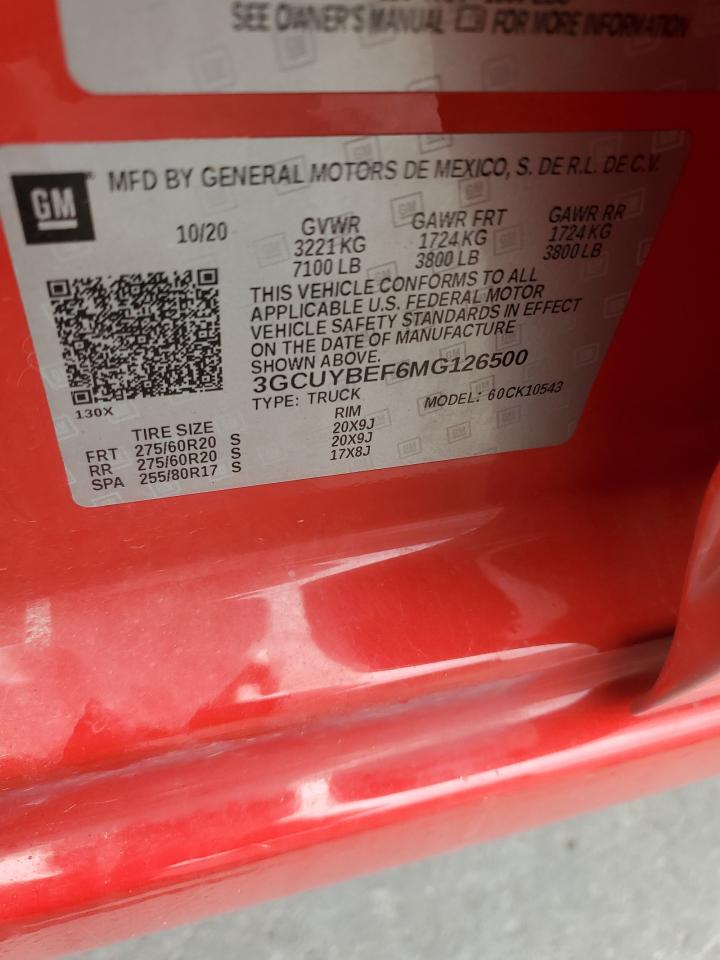 SEE OWNER'S MANUAL FOR MORE INFORMATION
GM
MFD BY GENERAL MOTORS DE MEXICO, S. DE R.L. DE C.V.
10/20
GVWR GAWR FRT GAWR RR
3221 KG 1724 KG 1724 KG
7100 LB 3800 LB 3800 LB
THIS VEHICLE CONFORMS TO ALL
APPLICABLE U.S. FEDERAL MOTOR
VEHICLE SAFETY STANDARDS IN EFFECT
ON THE DATE OF MANUFACTURE
SHOWN ABOVE.
3GCUYBEF6MG126500
TYPE: TRUCK MODEL: 60CK10543
130X
TIRE SIZE RIM
FRT 275/60R20 S 20X9J
RR 275/60R20 S 20X9J
SPA 255/80R17 S 17X8J